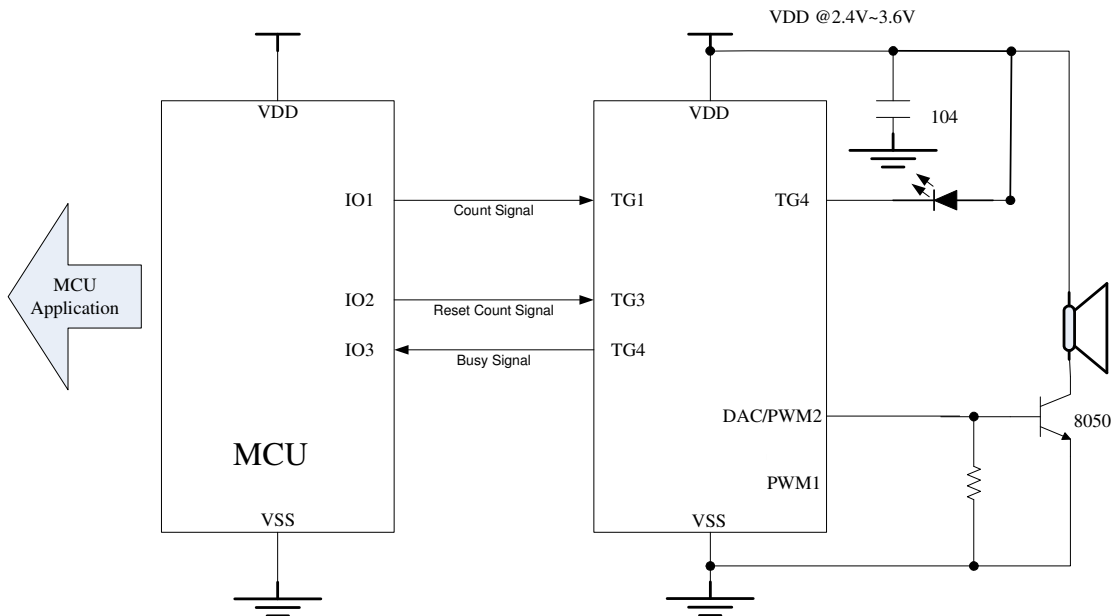 VDD @2.4V~3.6V
VDD
VDD
104
IO1
Count Signal
TG1
TG4
MCU
Application
IO2
Reset Count Signal
TG3
IO3
Busy Signal
TG4
DAC/PWM2
8050
MCU
PWM1
VSS
VSS